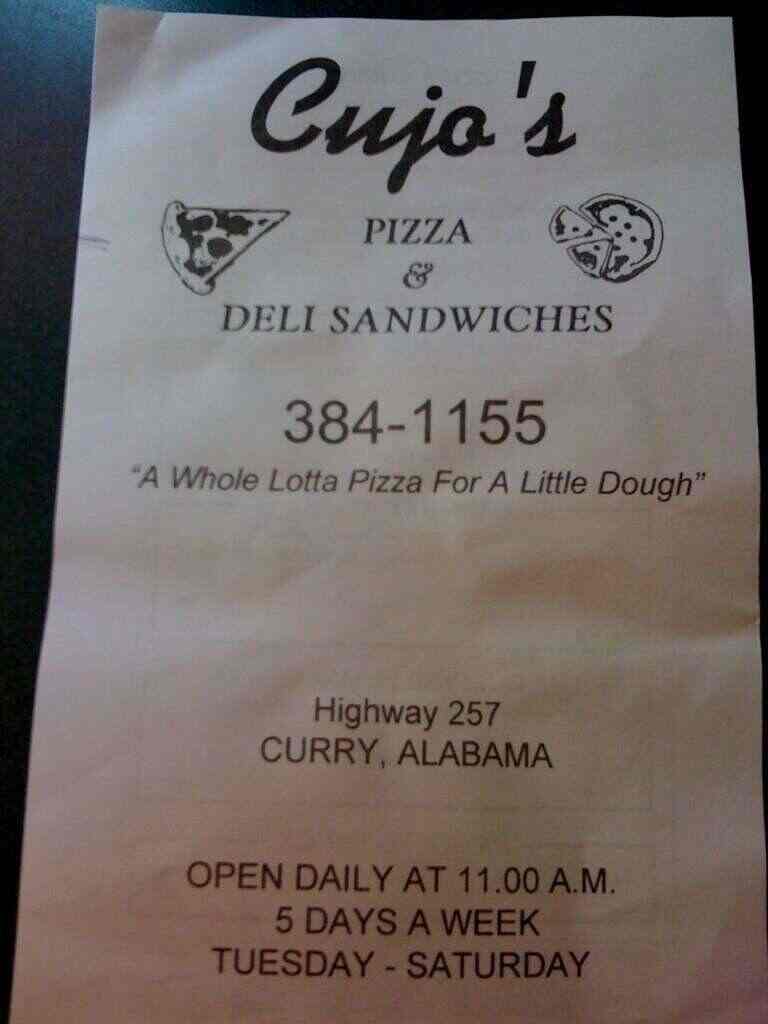 Cujo's
PIZZA
&
DELI SANDWICHES
384-1155
"A Whole Lotta Pizza For A Little Dough"
Highway 257
CURRY, ALABAMA
OPEN DAILY AT 11.00 A.M.
5 DAYS A WEEK
TUESDAY - SATURDAY